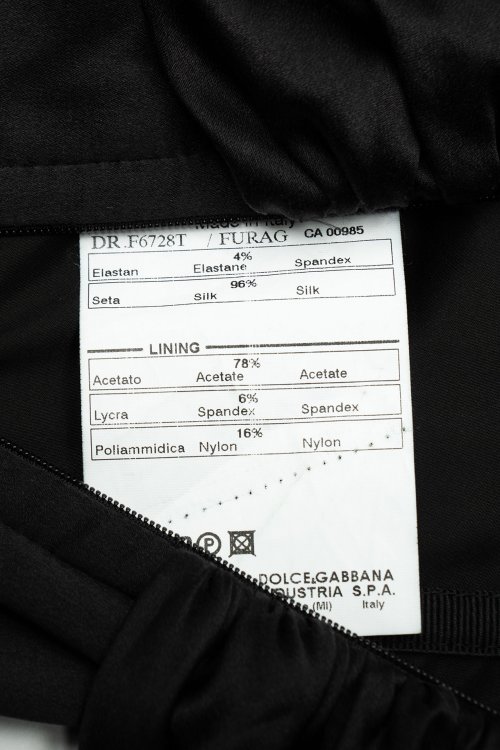 Made in Italy
DR.F6728T / FURAG CA 00985
4%
Elastan Elastane Spandex
96%
Seta Silk Silk
LINING
78%
Acetato Acetate Acetate
6%
Lycra Spandex Spandex
16%
Poliammidica Nylon Nylon
P
DOLCE&GABBANA
DUSTRIA S.P.A.
(MI) Italy